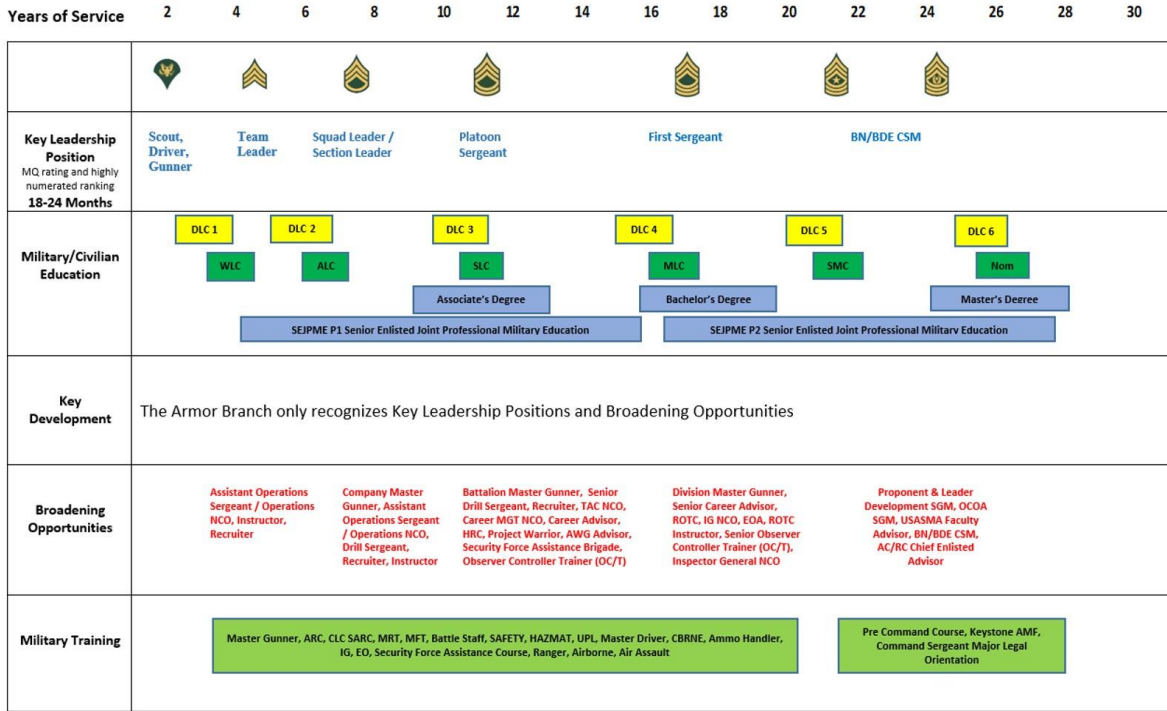 Years of Service 2 4 6 8 10 12 14 16 18 20 22 24 26 28 30
Key Leadership
Position
MQ rating and highly
numerated ranking
18-24 Months
Scout,
Driver,
Gunner
Team
Leader
Squad Leader /
Section Leader
Platoon
Sergeant
First Sergeant
BN/BDE CSM
Military/Civilian
Education
DLC 1
DLC 2
DLC 3
DLC 4
DLC 5
DLC 6
WLC
ALC
SLC
MLC
SMC
Nom
Associate's Degree
Bachelor's Degree
Master's Degree
SEJPME P1 Senior Enlisted Joint Professional Military Education
SEJPME P2 Senior Enlisted Joint Professional Military Education
Key
Development
The Armor Branch only recognizes Key Leadership Positions and Broadening Opportunities
Broadening
Opportunities
Assistant Operations
Sergeant / Operations
NCO, Instructor,
Recruiter
Company Master
Gunner, Assistant
Operations Sergeant
/ Operations NCO,
Drill Sergeant,
Recruiter, Instructor
Battalion Master Gunner, Senior
Drill Sergeant, Recruiter, TAC NCO,
Career MGT NCO, Career Advisor,
HRC, Project Warrior, AWG Advisor,
Security Force Assistance Brigade,
Observer Controller Trainer (OC/T)
Division Master Gunner,
Senior Career Advisor,
ROTC, IG NCO, EOA, ROTC
Instructor, Senior Observer
Controller Trainer (OC/T),
Inspector General NCO
Proponent & Leader
Development SGM, OCOA
SGM, USASMA Faculty
Advisor, BN/BDE CSM,
AC/RC Chief Enlisted
Advisor
Military Training
Master Gunner, ARC, CLC SARC, MRT, MFT, Battle Staff, SAFETY, HAZMAT, UPL, Master Driver, CBRNE, Ammo Handler,
IG, EO, Security Force Assistance Course, Ranger, Airborne, Air Assault
Pre Command Course, Keystone AMF,
Command Sergeant Major Legal
Orientation